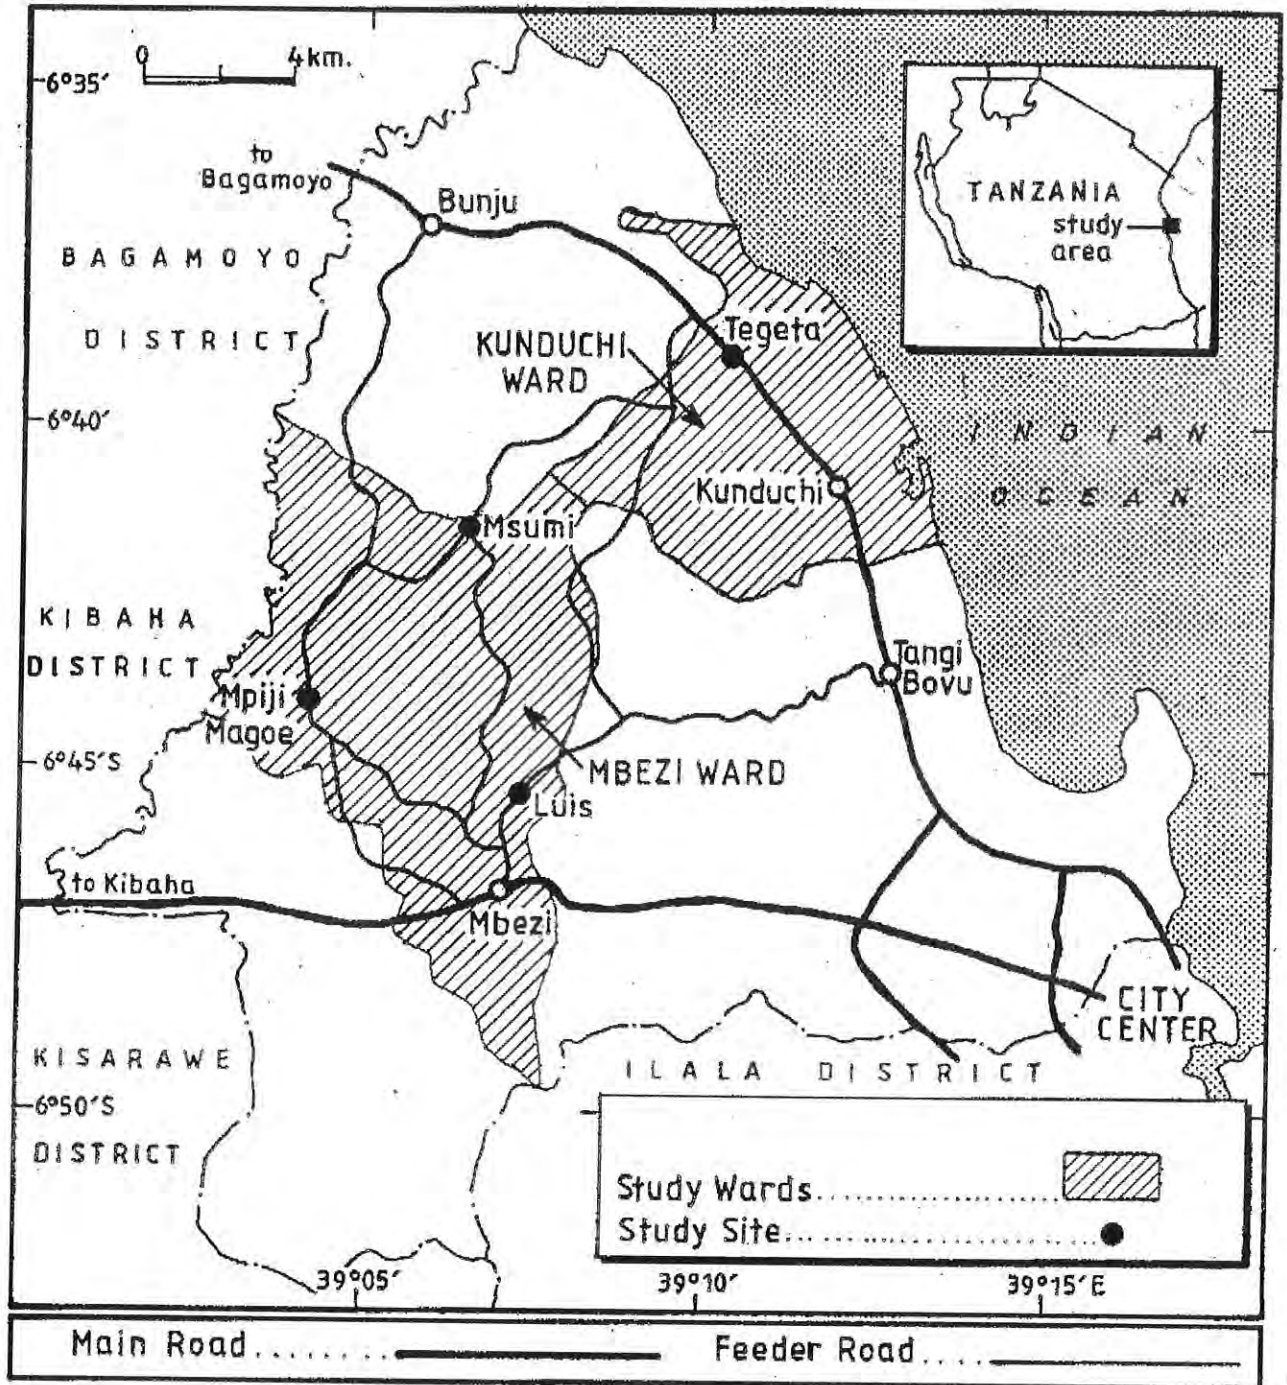 0 4km.
6°35′
to
Bagamoyo
Bunju
TANZANIA
study
area
BAGAMOYO
DISTRICT
Tegeta
KUNDUCHI
WARD
6°40′
INDIAN
OCEAN
Kunduchi
Msumi
KIBAHA
DISTRICT
Tangi
Bovu
Mpiji
Magoe
6°45′S
MBEZI WARD
Luis
to Kibaha
Mbezi
CITY
CENTER
KISARAWE
DISTRICT
ILALA DISTRICT
6°50′S
Study Wards
Study Site
39°05′ 39°10′ 39°15′E
Main Road Feeder Road